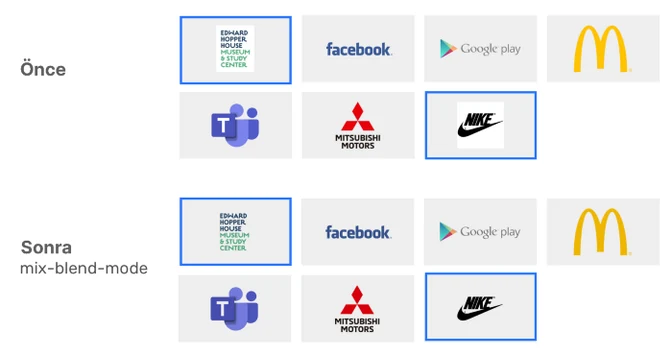 Önce
EDWARD
HOPPER
HOUSE
MUSEUM
& STUDY
CENTER
facebook
Google play
T
MITSUBISHI
MOTORS
NIKE
Sonra
mix-blend-mode
EDWARD
HOPPER
HOUSE
MUSEUM
& STUDY
CENTER
facebook
Google play
T
MITSUBISHI
MOTORS
NIKE